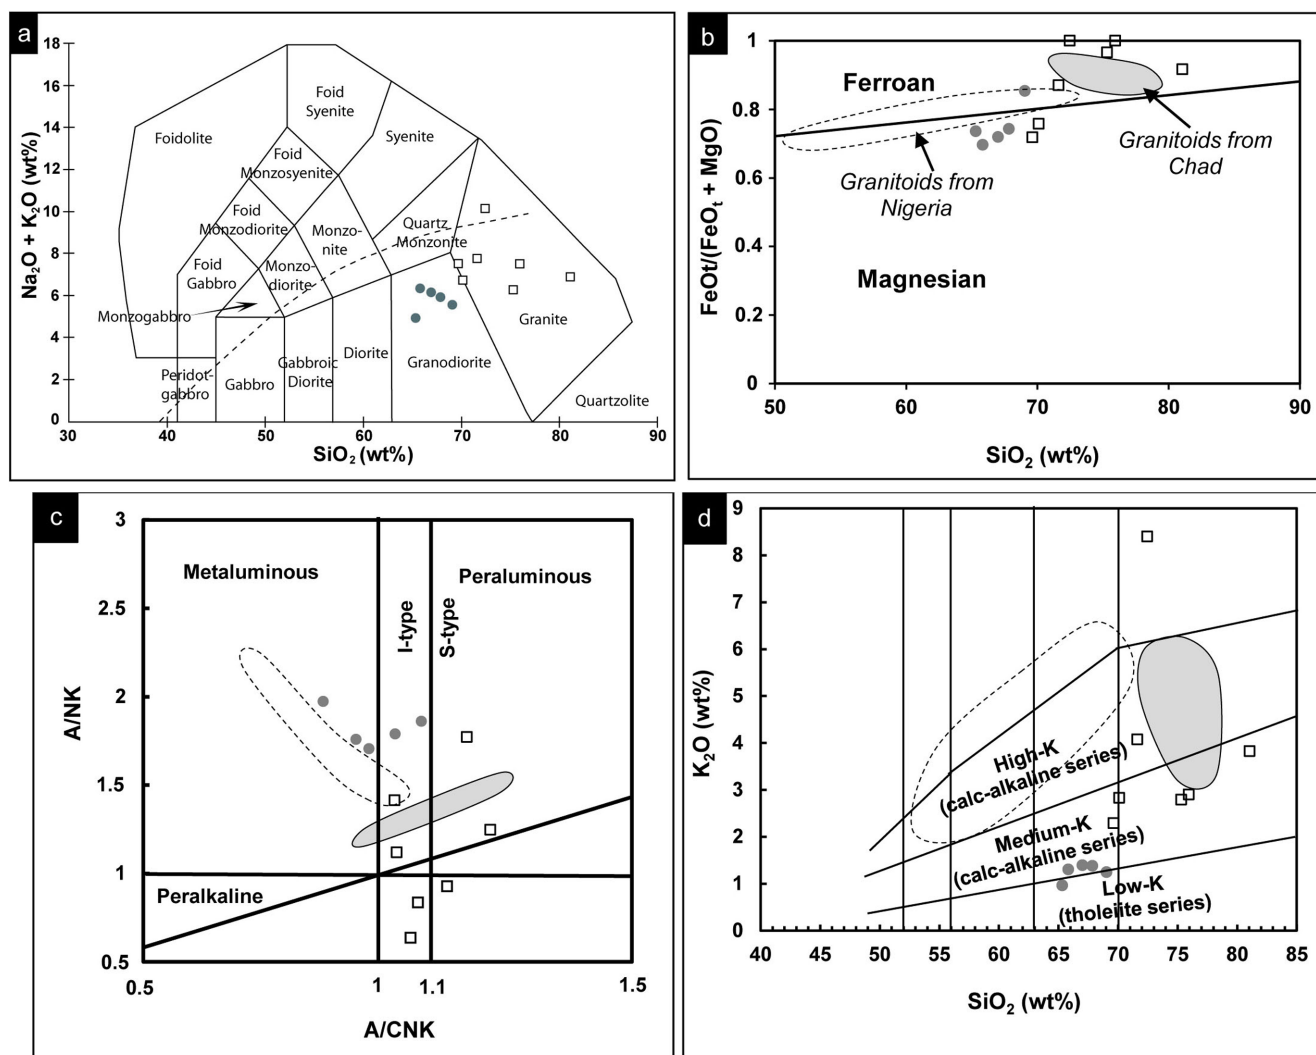 a
18
16
14
12
10
8
6
4
2
0
Na₂O + K₂O (wt%)
Foidolite
Foid
Syenite
Syenite
Foid
Monzosyenite
Foid
Monzodiorite
Monzo-
nite
Quartz
Monzonite
Foid
Gabbro
Monzo-
diorite
Monzogabbro
Peridot-
gabbro
Gabbro
Gabbroic
Diorite
Diorite
Granodiorite
Granite
Quartzolite
30 40 50 60 70 80 90
SiO₂ (wt%)
b
1
0.8
0.6
0.4
0.2
0
FeOt/(FeOₜ + MgO)
Ferroan
Granitoids from
Chad
Granitoids from
Nigeria
Magnesian
50 60 70 80 90
SiO₂ (wt%)
c
3
2.5
2
1.5
1
0.5
A/NK
Metaluminous
I-type
S-type
Peraluminous
Peralkaline
0.5 1 1.1 1.5
A/CNK
d
9
8
7
6
5
4
3
2
1
0
K₂O (wt%)
High-K
(calc-alkaline series)
Medium-K
(calc-alkaline series)
Low-K
(tholeiite series)
40 45 50 55 60 65 70 75 80 85
SiO₂ (wt%)